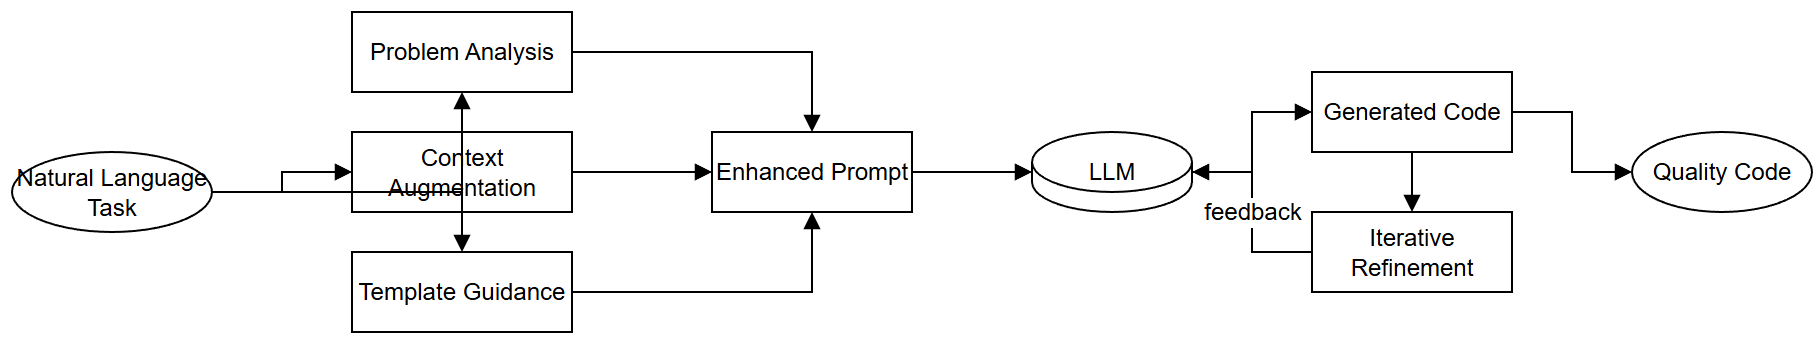 Natural Language
Task
Problem Analysis
Context
Augmentation
Template Guidance
Enhanced Prompt
LLM
feedback
Generated Code
Iterative
Refinement
Quality Code